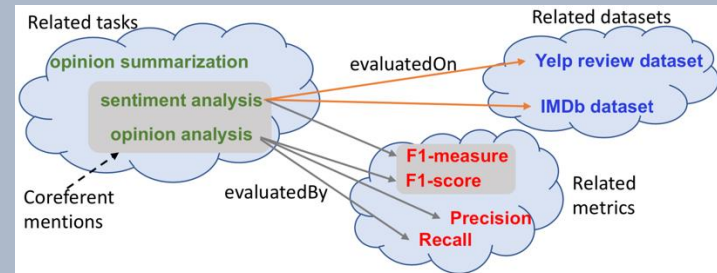 Related tasks
Related datasets
opinion summarization
evaluatedOn
Yelp review dataset
sentiment analysis
IMDb dataset
opinion analysis
F1-measure
F1-score
Coreferent
mentions
evaluatedBy
Related
metrics
Precision
Recall